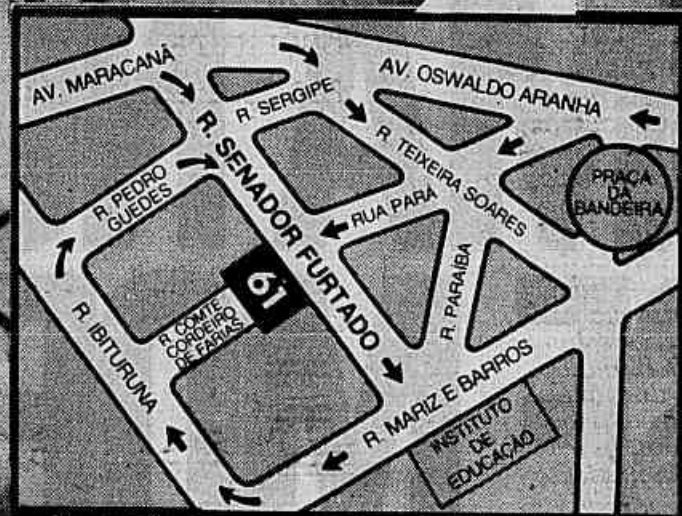 AV. MARACANÃ
AV. OSWALDO ARANHA
R. SERGIPE
R. TEIXEIRA SOARES
PRAÇA
DA
BANDEIRA
R. PEDRO
GUEDES
R. SENADOR FURTADO
RUA PARÁ
R. PARAÍBA
61
R. COMTE
CORDEIRO
DE FARIAS
R. IBITURUNA
R. MARIZ E BARROS
INSTITUTO
DE
EDUCAÇÃO